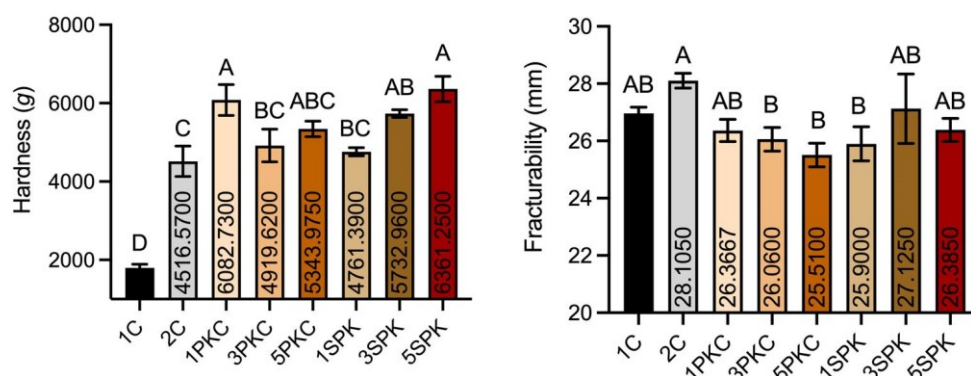 Hardness (g)
8000
6000
4000
2000
D
C
A
BC
ABC
BC
AB
A
4516.5700
6082.7300
4919.6200
5343.9750
4761.3900
5732.9600
6361.2500
1C
2C
1PKC
3PKC
5PKC
1SPK
3SPK
5SPK
Fracturability (mm)
30
28
26
24
22
20
AB
A
AB
B
B
B
AB
AB
28.1050
26.3667
26.0600
25.5100
25.9000
27.1250
26.3850
1C
2C
1PKC
3PKC
5PKC
1SPK
3SPK
5SPK